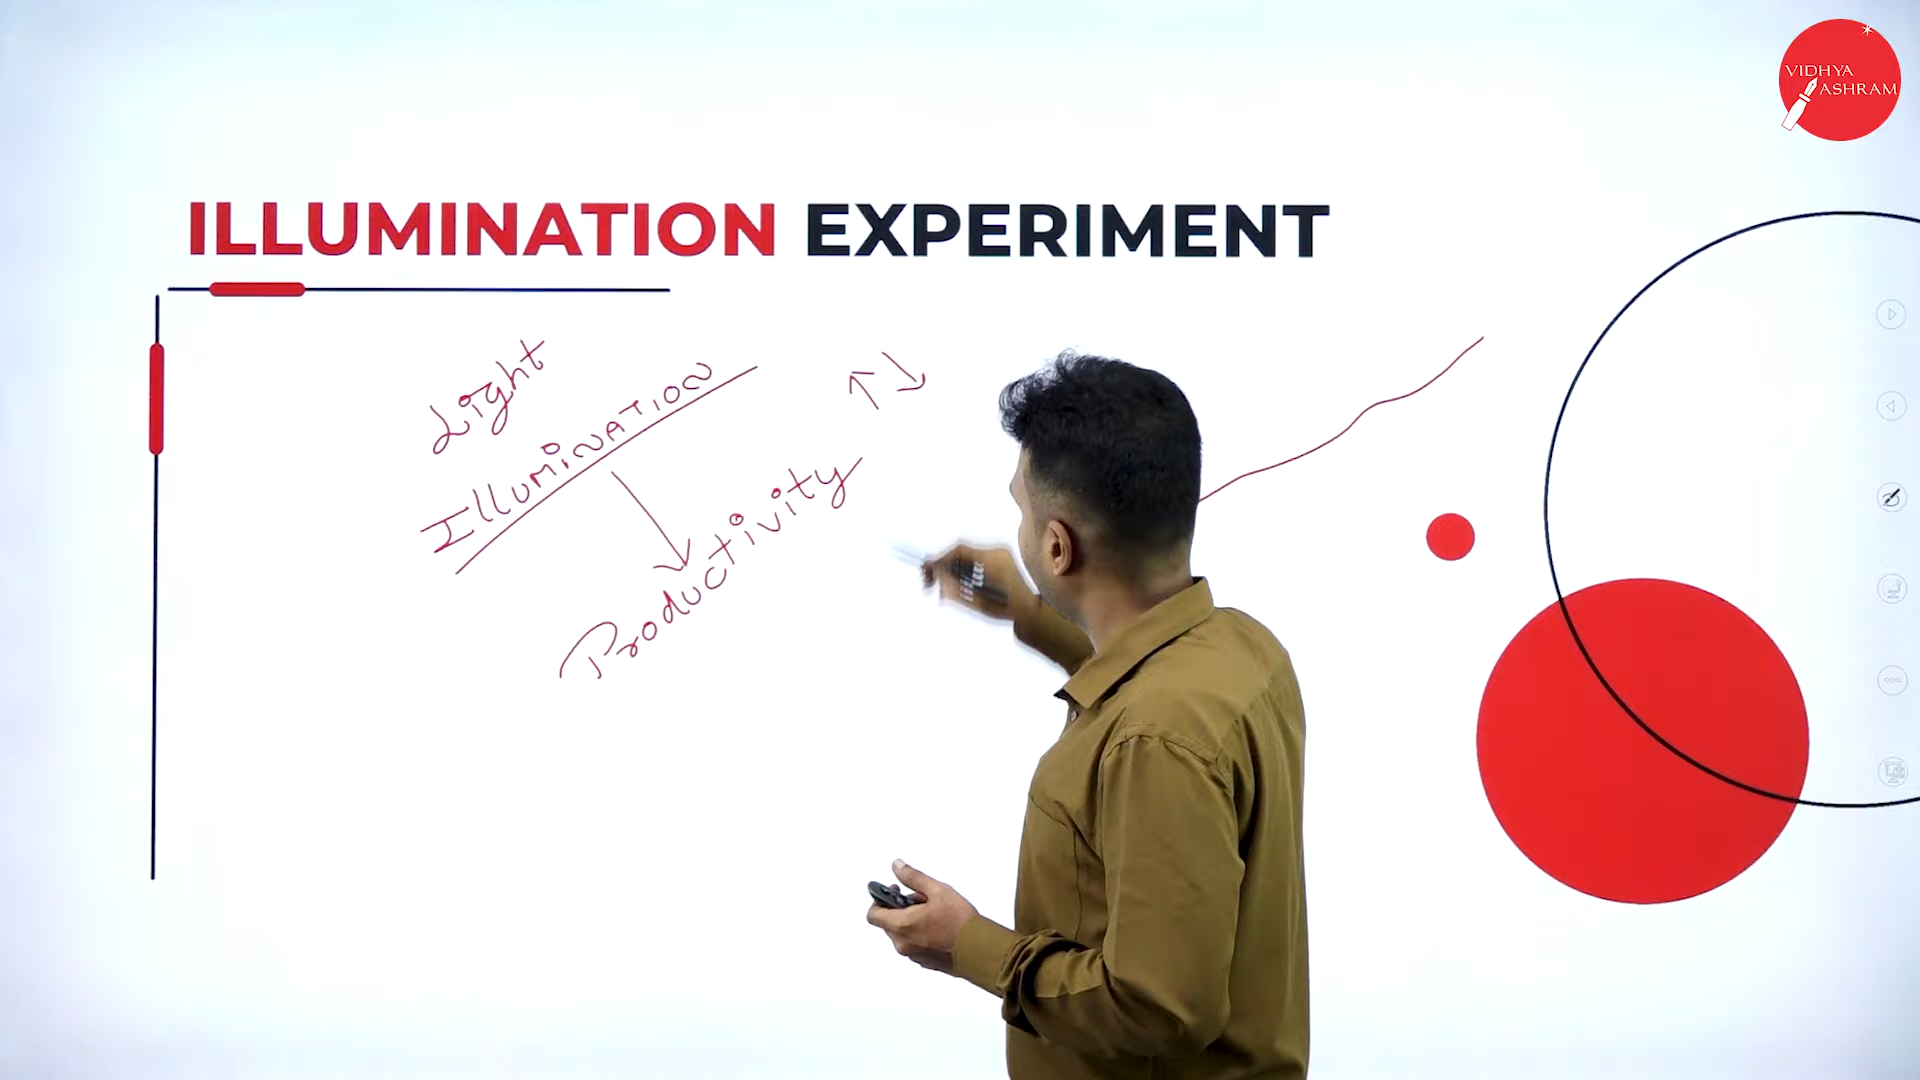 VIDHYA
ASHRAM
ILLUMINATION EXPERIMENT
Light
IllumiNATION
Productivity